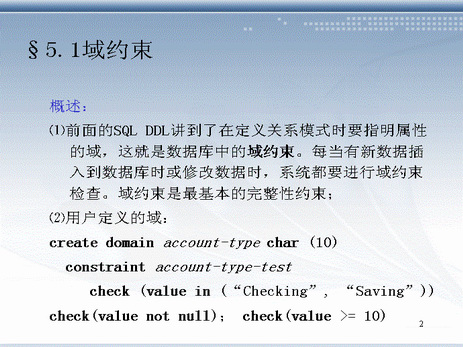 §5.1域约束
概述:
⑴前面的SQL DDL讲到了在定义关系模式时要指明属性
的域，这就是数据库中的域约束。每当有新数据插
入到数据库时或修改数据时，系统都要进行域约束
检查。域约束是最基本的完整性约束；
⑵用户定义的域:
create domain account-type char (10)
constraint account-type-test
check (value in (“Checking”, “Saving”))
check(value not null); check(value >= 10)
2